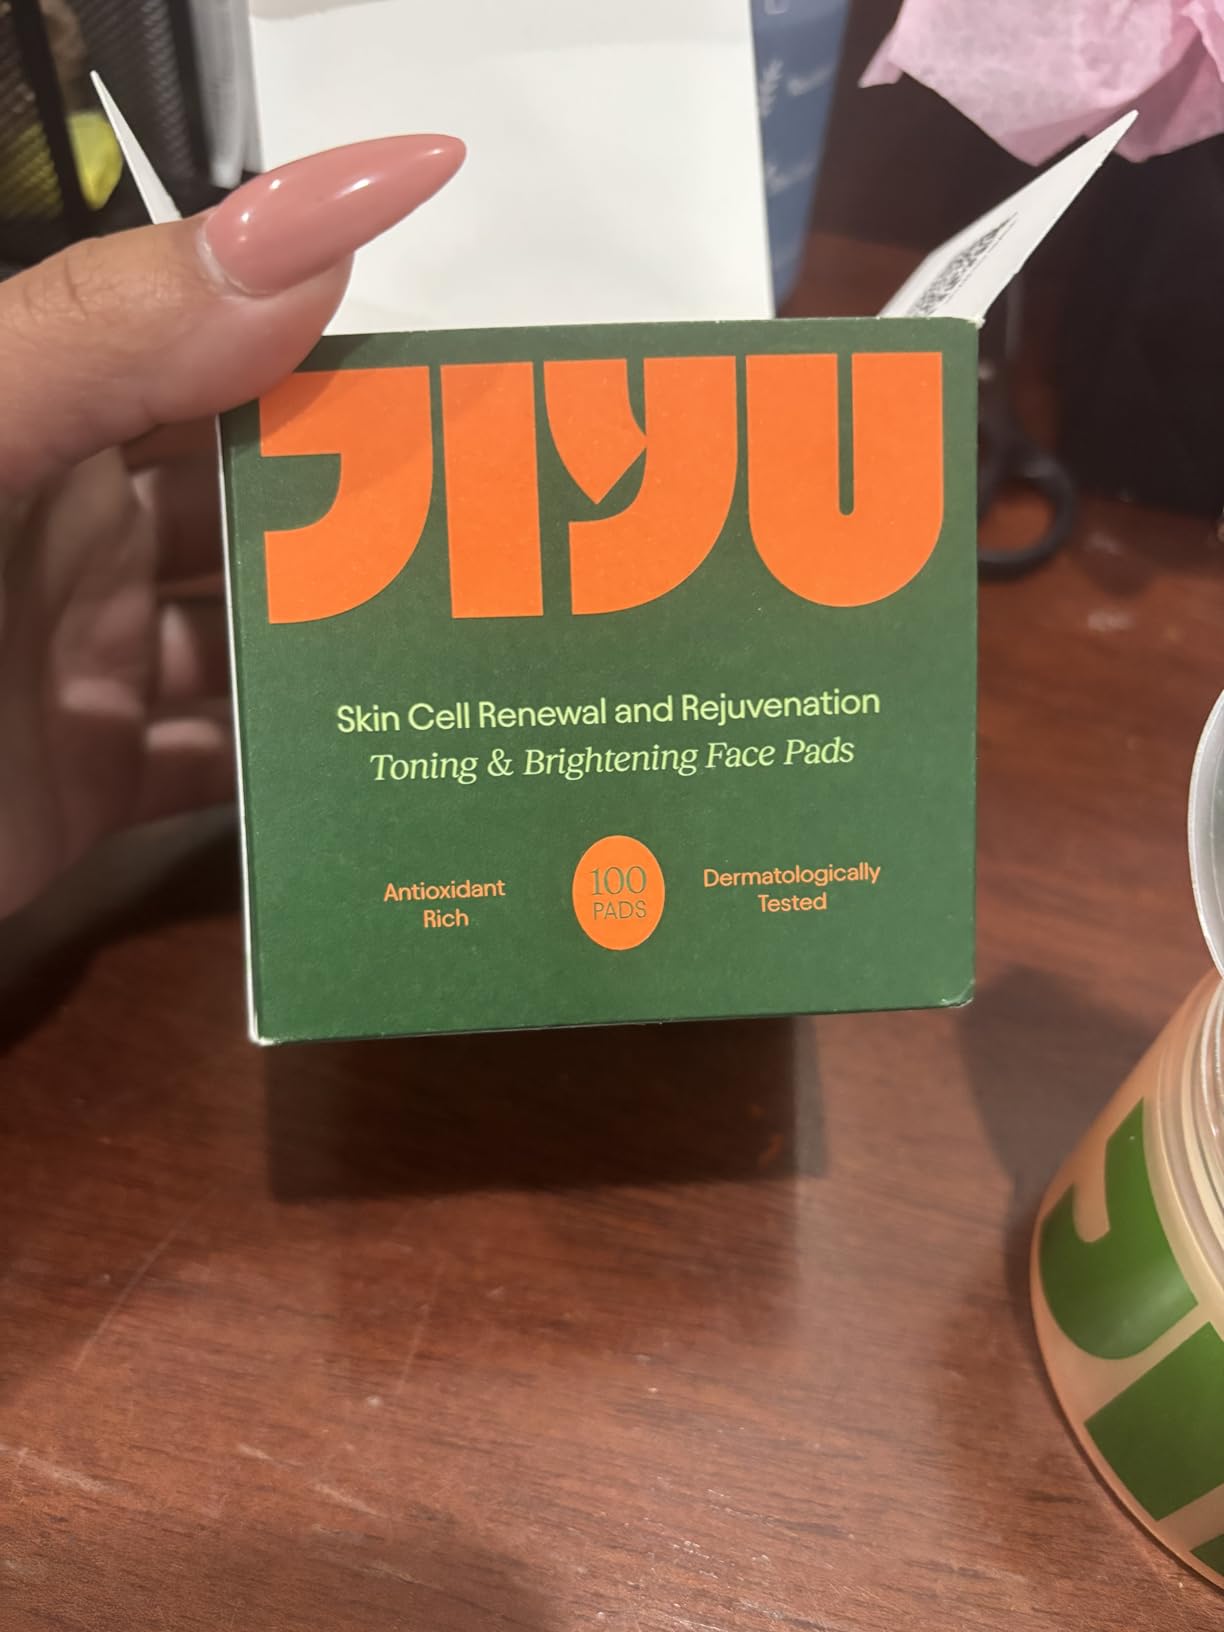 JIYU
Skin Cell Renewal and Rejuvenation
Toning & Brightening Face Pads
Antioxidant
Rich
100
PADS
Dermatologically
Tested